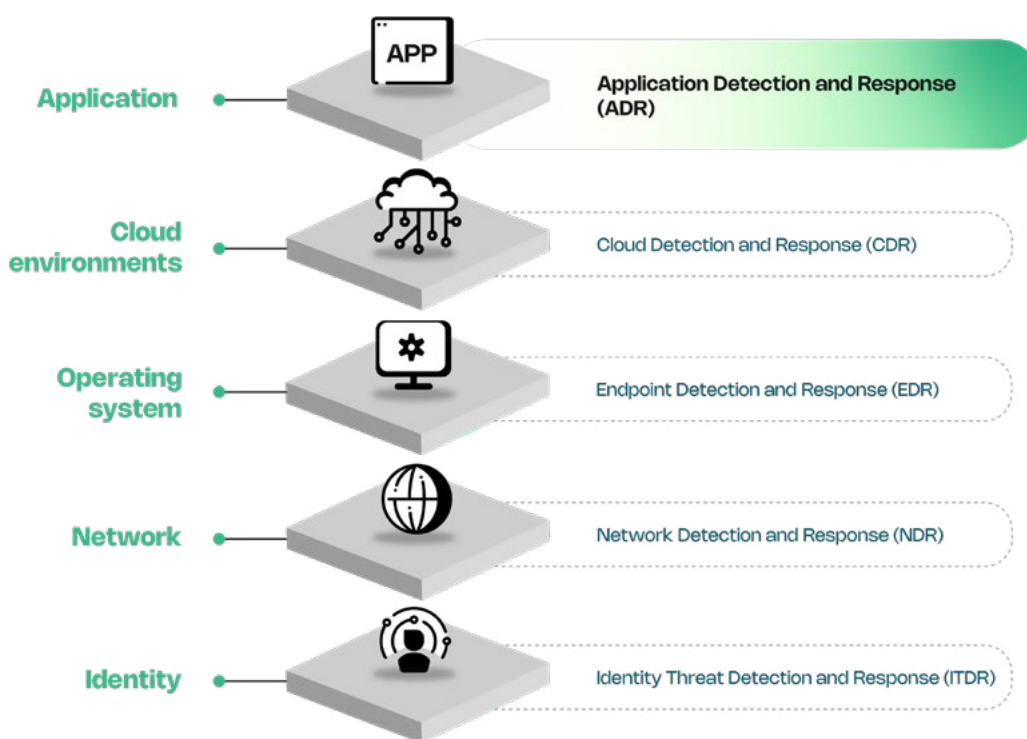 APP
Application
Application Detection and Response
(ADR)
Cloud
environments
Cloud Detection and Response (CDR)
Operating
system
Endpoint Detection and Response (EDR)
Network
Network Detection and Response (NDR)
Identity
Identity Threat Detection and Response (ITDR)